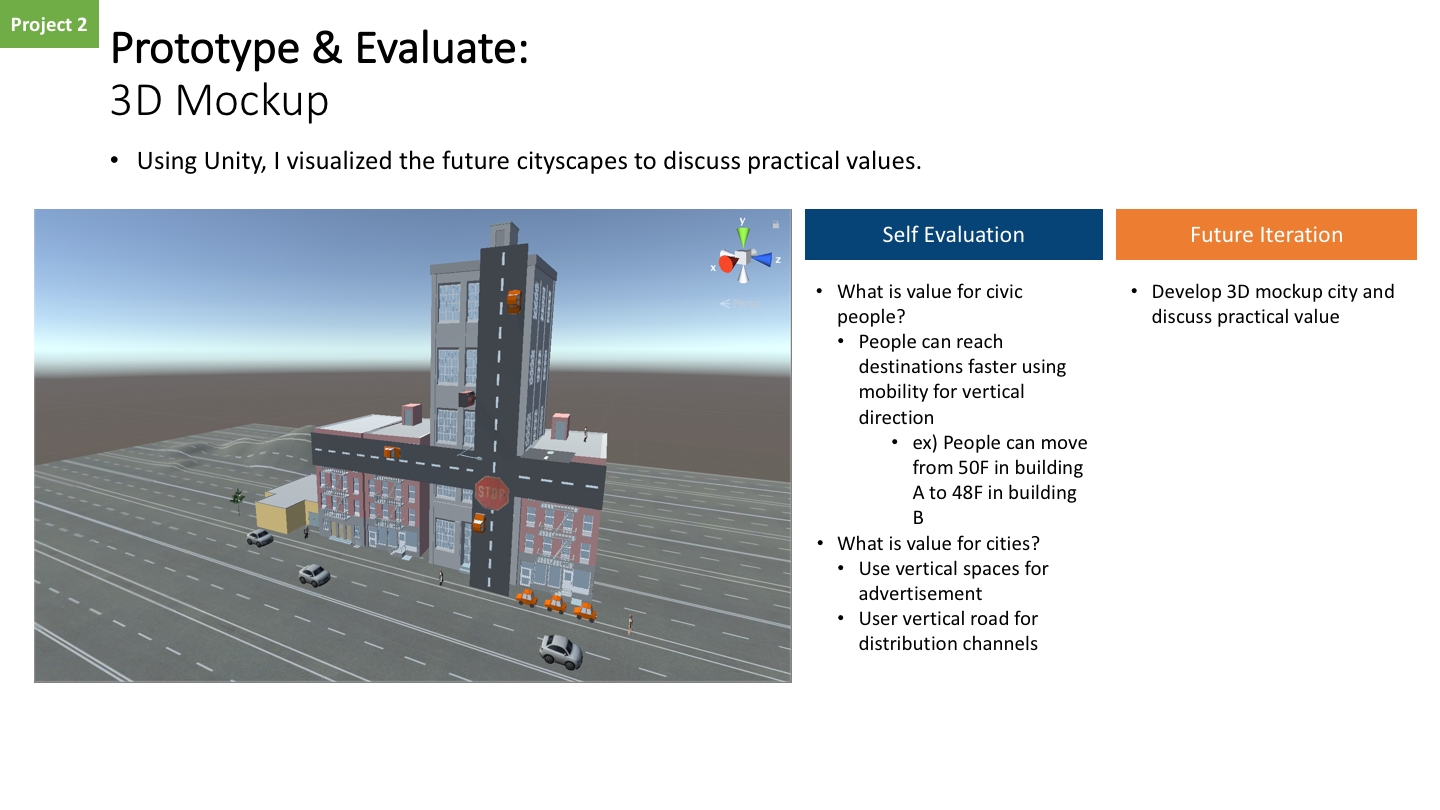 Project 2
Prototype & Evaluate:
3D Mockup
• Using Unity, I visualized the future cityscapes to discuss practical values.
y
x
z
STOP
Self Evaluation
• What is value for civic
people?
• People can reach
destinations faster using
mobility for vertical
direction
• ex) People can move
from 50F in building
A to 48F in building
B
• What is value for cities?
• Use vertical spaces for
advertisement
• User vertical road for
distribution channels
Future Iteration
• Develop 3D mockup city and
discuss practical value